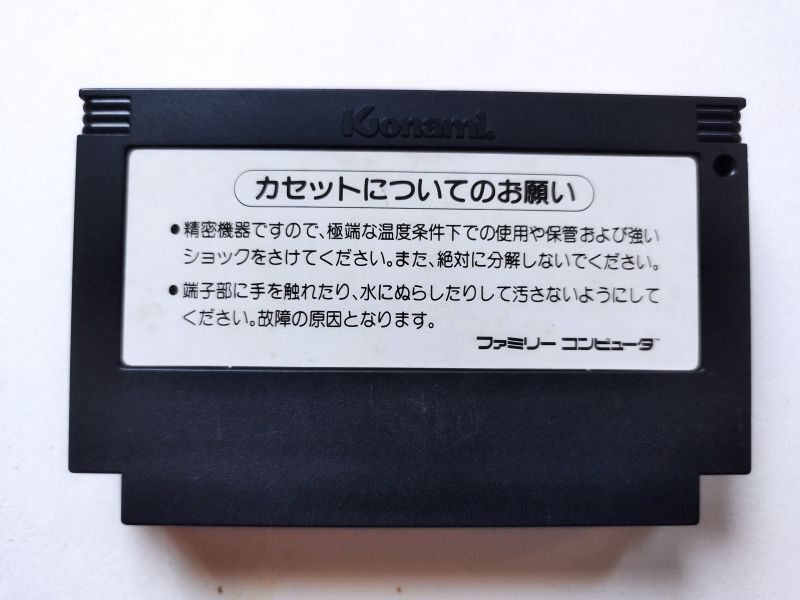 Konami®
カセットについてのお願い
●精密機器ですので、極端な温度条件下での使用や保管および強い
ショックをさけてください。また、絶対に分解しないでください。
●端子部に手を触れたり、水にぬらしたりして汚さないようにして
ください。故障の原因となります。
ファミリー コンピュータ™